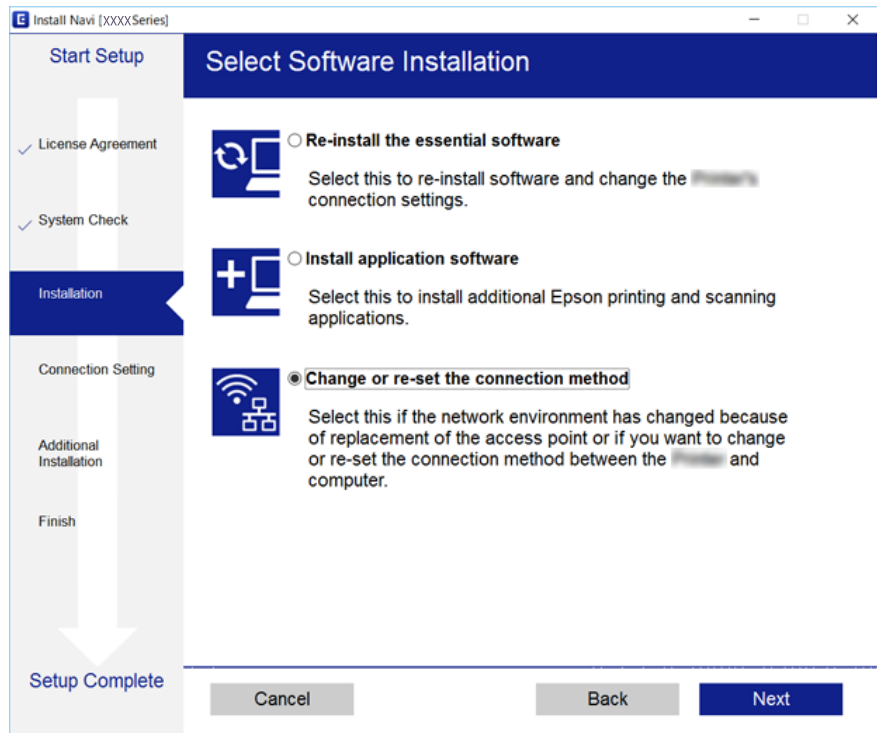 E Install Navi [XXXX Series]
Start Setup
License Agreement
System Check
Installation
Connection Setting
Additional
Installation
Finish
Setup Complete
Select Software Installation
Re-install the essential software
Select this to re-install software and change the
connection settings.
Install application software
Select this to install additional Epson printing and scanning
applications.
Change or re-set the connection method
Select this if the network environment has changed because
of replacement of the access point or if you want to change
or re-set the connection method between the and
computer.
Cancel
Back
Next